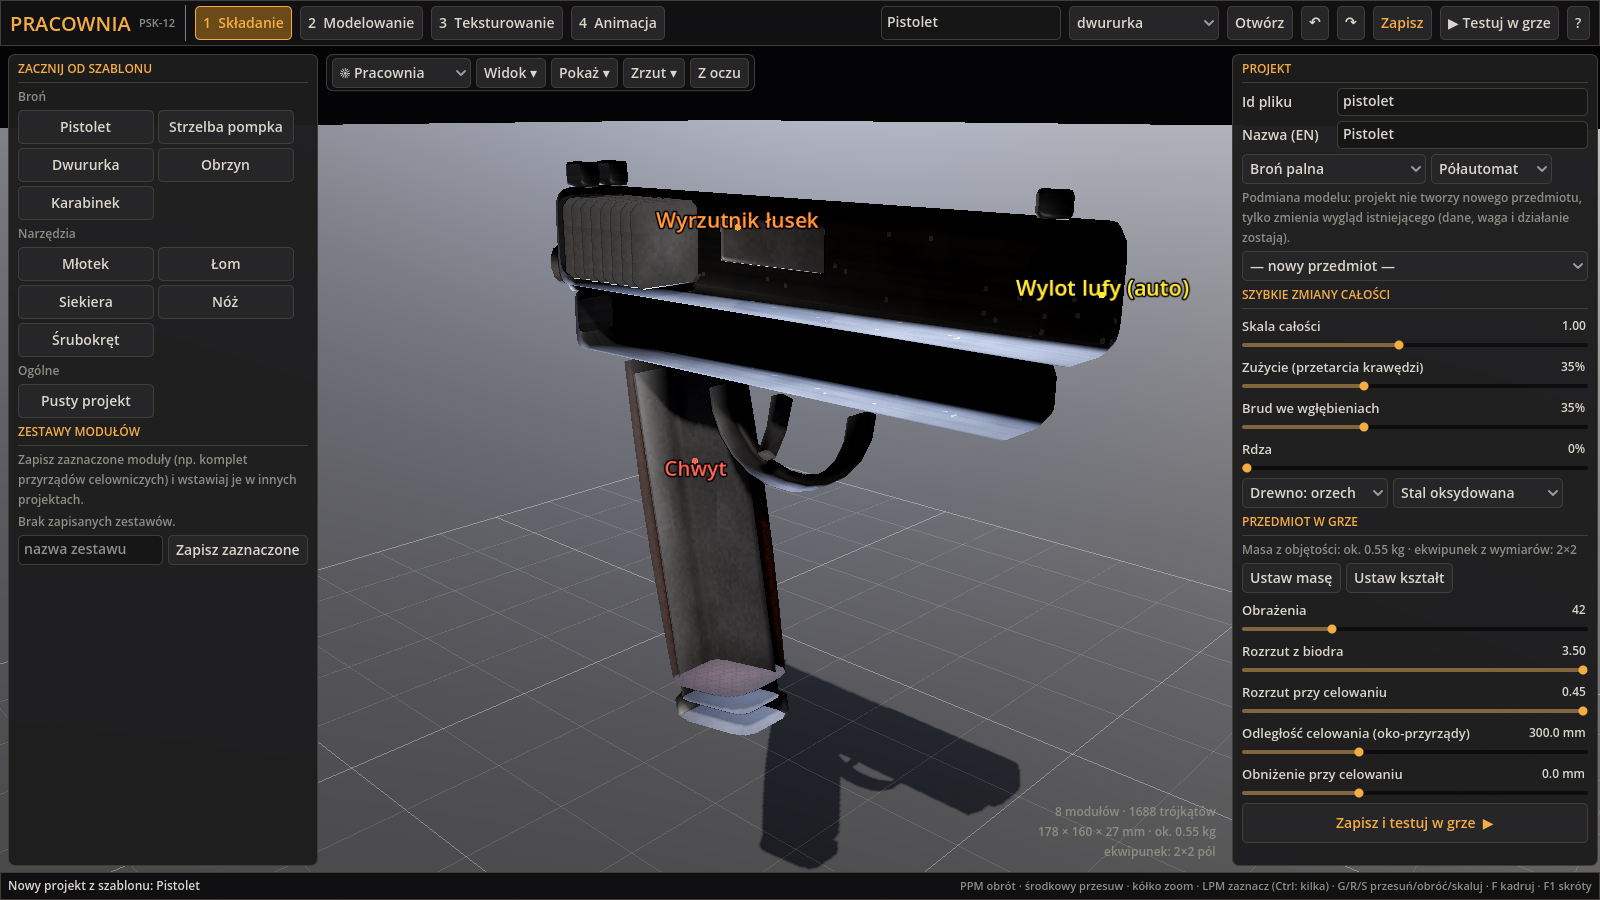 PRACOWNIA PSK-12 1 Składanie 2 Modelowanie 3 Teksturowanie 4 Animacja Pistolet dwururka Otwórz ↶ ↷ Zapisz ▶ Testuj w grze ?
ZACZNIJ OD SZABLONU
Broń
Pistolet Strzelba pompka
Dwururka Obrzyn
Karabinek
Narzędzia
Młotek Łom
Siekiera Nóż
Śrubokręt
Ogólne
Pusty projekt
ZESTAWY MODUŁÓW
Zapisz zaznaczone moduły (np. komplet
przyrządów celowniczych) i wstawiaj je w innych
projektach.
Brak zapisanych zestawów.
nazwa zestawu Zapisz zaznaczone
Pracownia Widok ▾ Pokaż ▾ Zrzut ▾ Z oczu
Wyrzutnik łusek
Wylot lufy (auto)
Chwyt
8 modułów · 1688 trójkątów
178 × 160 × 27 mm · ok. 0.55 kg
ekwipunek: 2×2 pól
PROJEKT
Id pliku pistolet
Nazwa (EN) Pistolet
Broń palna Półautomat
Podmiana modelu: projekt nie tworzy nowego przedmiotu,
tylko zmienia wygląd istniejącego (dane, waga i działanie
zostają).
— nowy przedmiot —
SZYBKIE ZMIANY CAŁOŚCI
Skala całości 1.00
Zużycie (przetarcia krawędzi) 35%
Brud we wgłębieniach 35%
Rdza 0%
Drewno: orzech Stal oksydowana
PRZEDMIOT W GRZE
Masa z objętości: ok. 0.55 kg · ekwipunek z wymiarów: 2×2
Ustaw masę Ustaw kształt
Obrażenia 42
Rozrzut z biodra 3.50
Rozrzut przy celowaniu 0.45
Odległość celowania (oko-przyrządy) 300.0 mm
Obniżenie przy celowaniu 0.0 mm
Zapisz i testuj w grze ▶
Nowy projekt z szablonu: Pistolet
PPM obrót · środkowy przesuw · kółko zoom · LPM zaznacz (Ctrl: kilka) · G/R/S przesuń/obróć/skaluj · F kadruj · F1 skróty